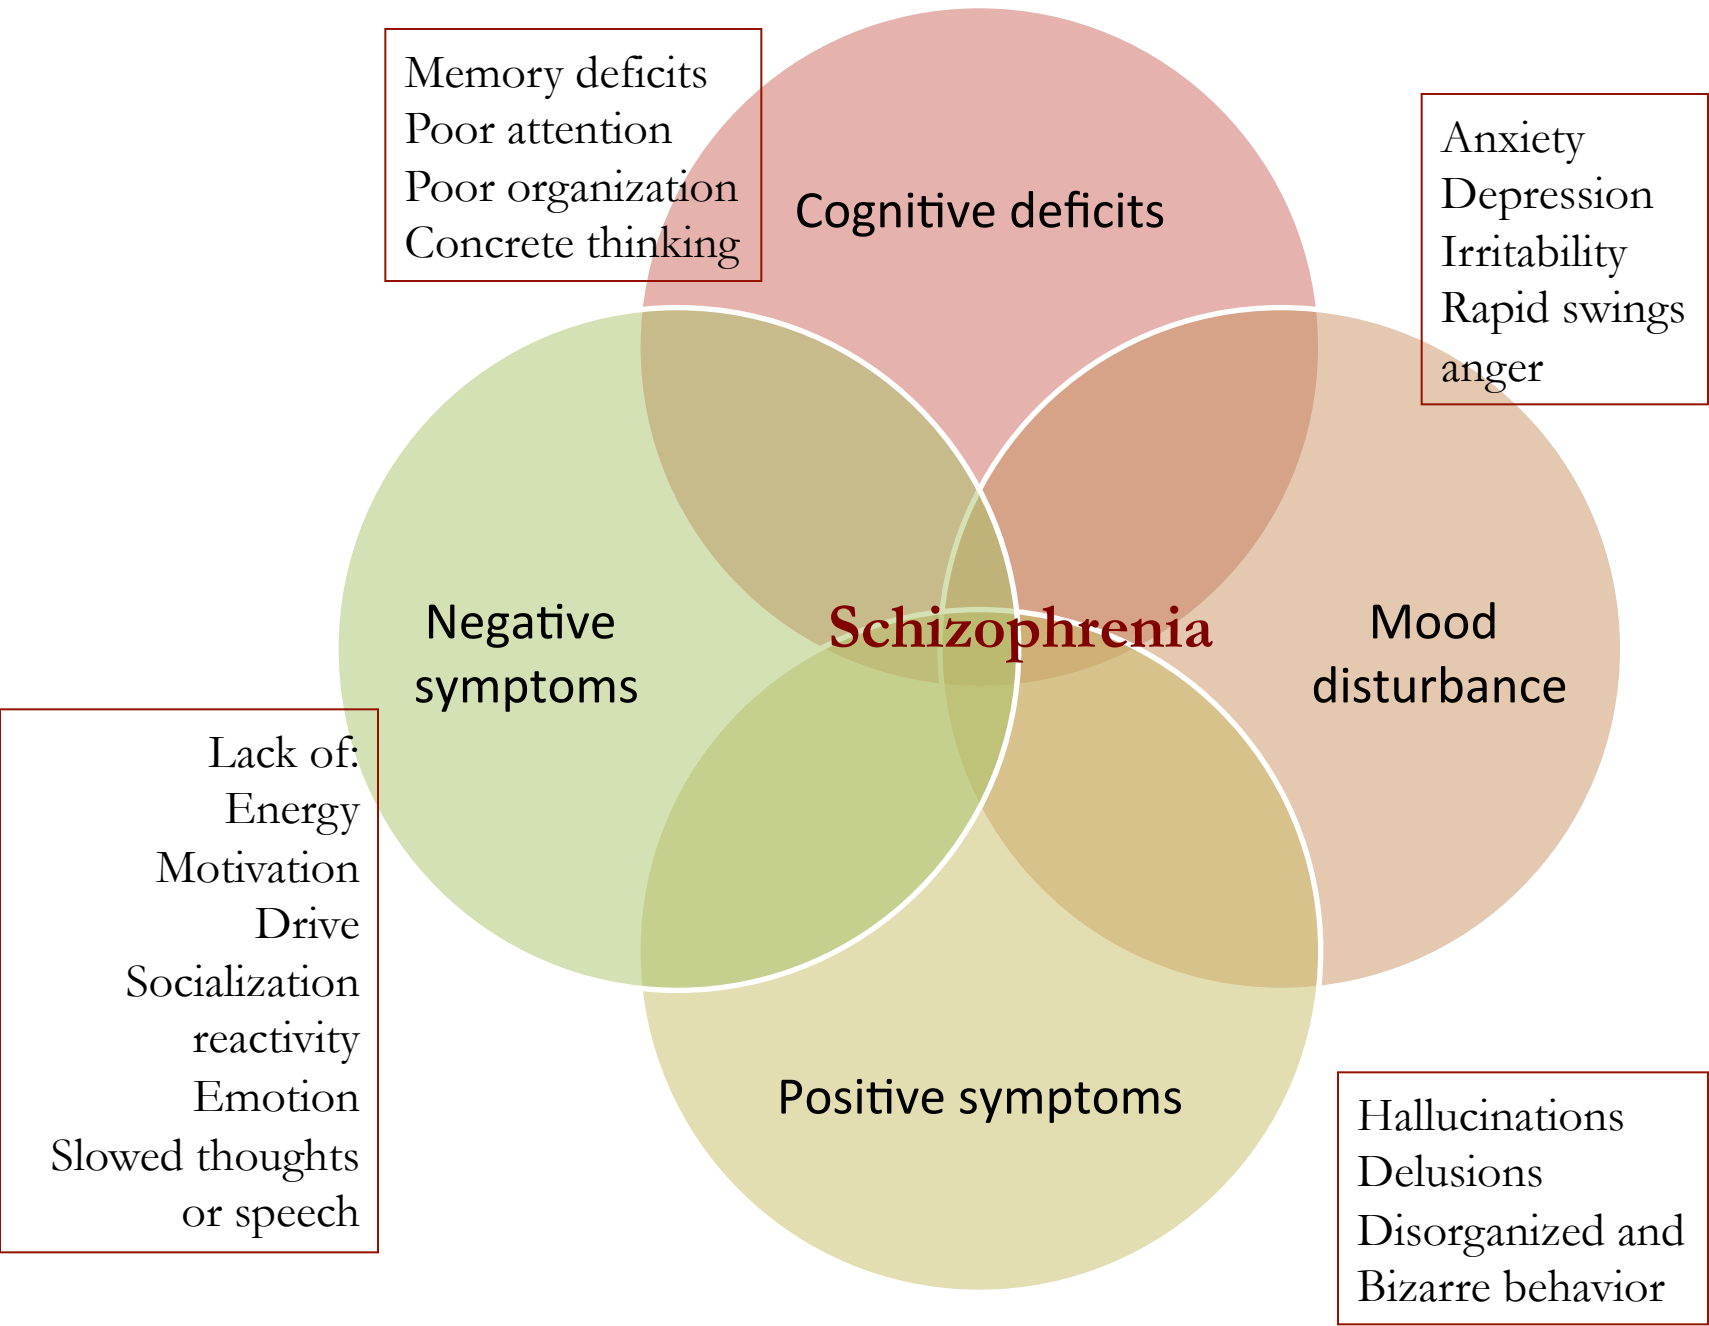 Memory deficits
Poor attention
Poor organization
Concrete thinking
Cognitive deficits
Anxiety
Depression
Irritability
Rapid swings
anger
Negative
symptoms
Schizophrenia
Mood
disturbance
Lack of:
Energy
Motivation
Drive
Socialization
reactivity
Emotion
Slowed thoughts
or speech
Positive symptoms
Hallucinations
Delusions
Disorganized and
Bizarre behavior